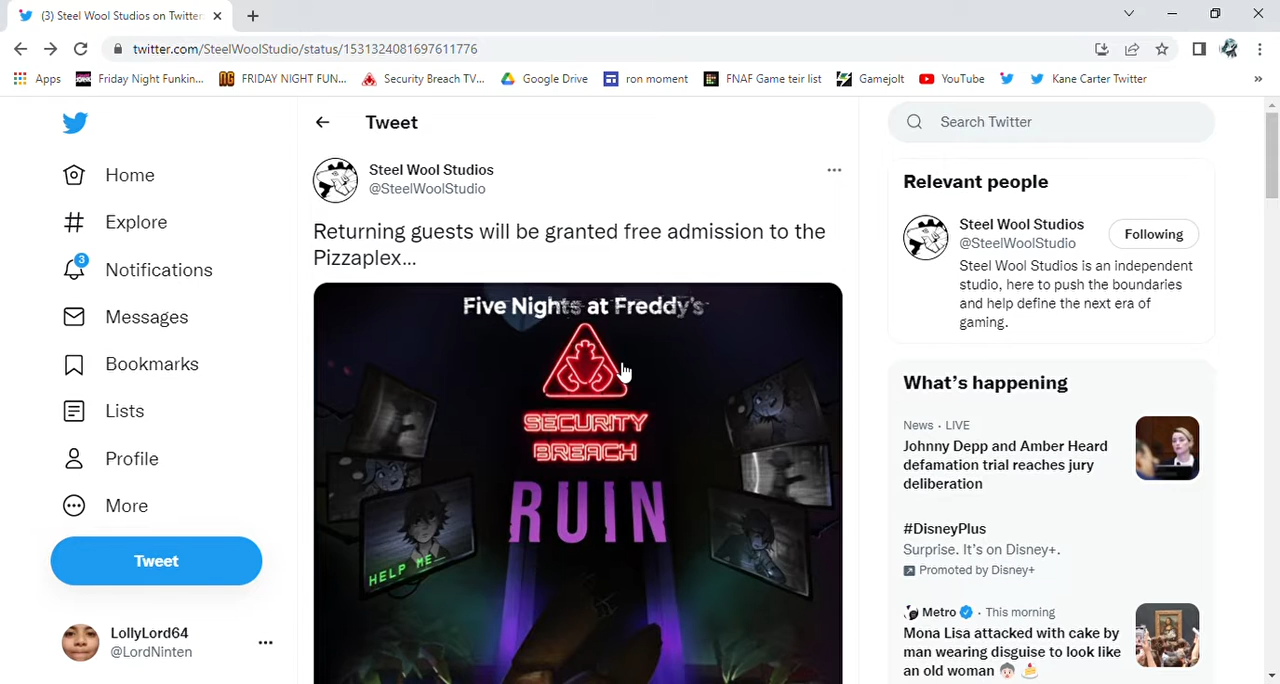 (3) Steel Wool Studios on Twitter
twitter.com/SteelWoolStudio/status/1531324081697611776
Apps
Friday Night Funkin...
FRIDAY NIGHT FUN...
Security Breach TV...
Google Drive
ron moment
FNAF Game teir list
Gamejolt
YouTube
Kane Carter Twitter
»
Home
Explore
3
Notifications
Messages
Bookmarks
Lists
Profile
More
Tweet
LollyLord64
@LordNinten
Tweet
Steel Wool Studios
@SteelWoolStudio
Returning guests will be granted free admission to the
Pizzaplex...
Five Nights at Freddy's
SECURITY
BREACH
RUIN
HELP ME_
Search Twitter
Relevant people
Steel Wool Studios
@SteelWoolStudio
Following
Steel Wool Studios is an independent
studio, here to push the boundaries
and help define the next era of
gaming.
What's happening
News · LIVE
Johnny Depp and Amber Heard
defamation trial reaches jury
deliberation
#DisneyPlus
Surprise. It's on Disney+.
Promoted by Disney+
Metro · This morning
Mona Lisa attacked with cake by
man wearing disguise to look like
an old woman 👵🏻 🍰